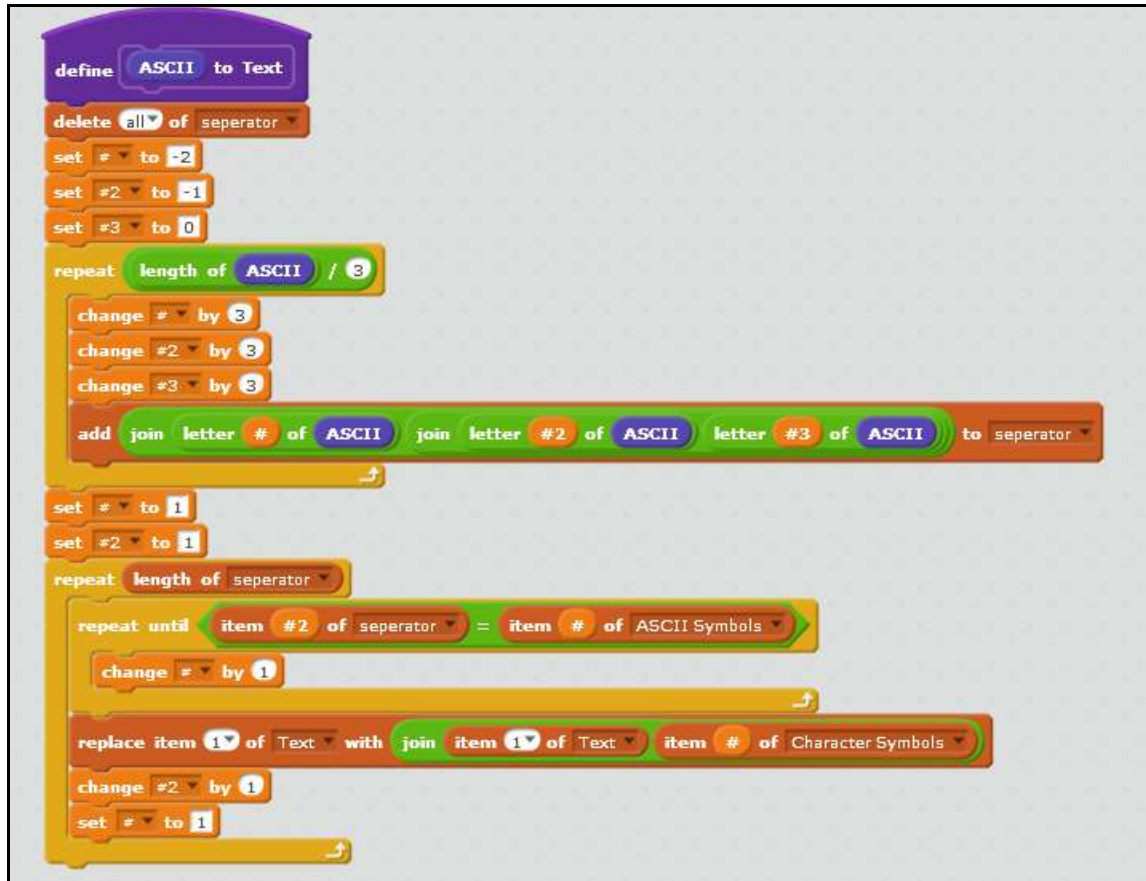 define ASCII to Text
delete all of seperator
set # to -2
set #2 to -1
set #3 to 0
repeat length of ASCII / 3
change # by 3
change #2 by 3
change #3 by 3
add join letter # of ASCII join letter #2 of ASCII letter #3 of ASCII to seperator
set # to 1
set #2 to 1
repeat length of seperator
repeat until item #2 of seperator = item # of ASCII Symbols
change # by 1
replace item 1 of Text with join item 1 of Text item # of Character Symbols
change #2 by 1
set # to 1